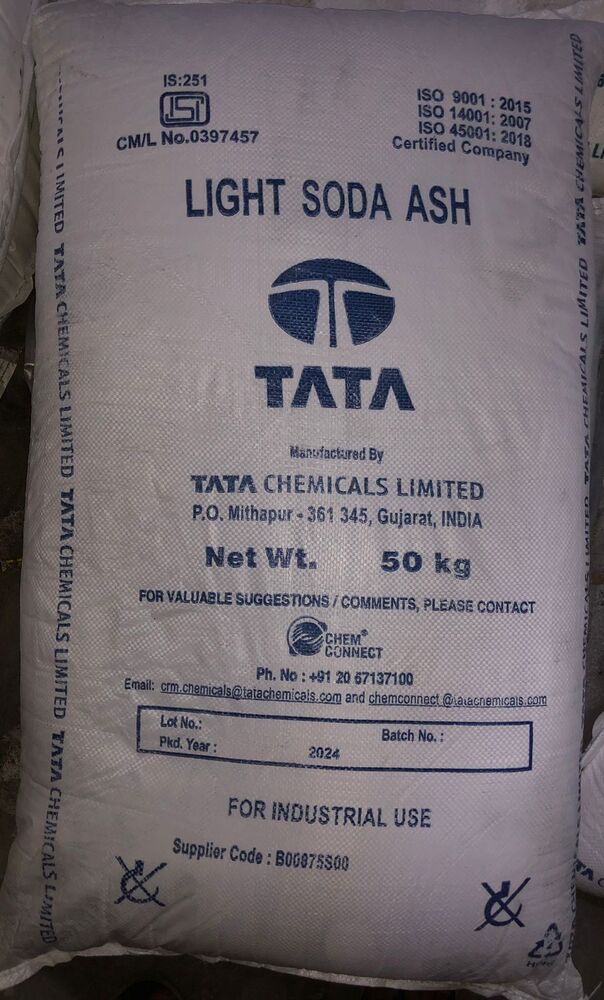 IS:251
ISI
CM/L No.0397457
ISO 9001 : 2015
ISO 14001: 2007
ISO 45001: 2018
Certified Company
LIGHT SODA ASH
TATA
Manufactured By
TATA CHEMICALS LIMITED
P.O. Mithapur - 361 345, Gujarat, INDIA
Net Wt. 50 kg
FOR VALUABLE SUGGESTIONS / COMMENTS, PLEASE CONTACT
CHEM®
CONNECT
Ph. No : +91 20 67137100
Email: crm.chemicals@tatachemicals.com and chemconnect@tatachemicals.com
Lot No.: Batch No. :
Pkd. Year : 2024
FOR INDUSTRIAL USE
Supplier Code : B00875S00
TATA CHEMICALS LIMITED TATA CHEMICALS LIMITED TATA CHEMICALS LIMITED
TATA CHEMICALS LIMITED TATA CHEMICALS LIMITED